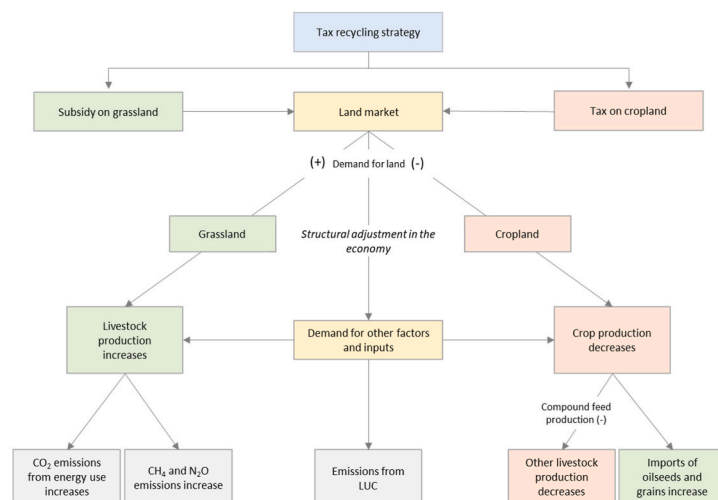 Tax recycling strategy
Subsidy on grassland
Land market
Tax on cropland
(+) Demand for land (-)
Grassland
Structural adjustment in the
economy
Cropland
Livestock
production
increases
Demand for other factors
and inputs
Crop production
decreases
Compound feed
production (-)
CO₂ emissions
from energy use
increases
CH₄ and N₂O
emissions increase
Emissions from
LUC
Other livestock
production
decreases
Imports of
oilseeds and
grains increase